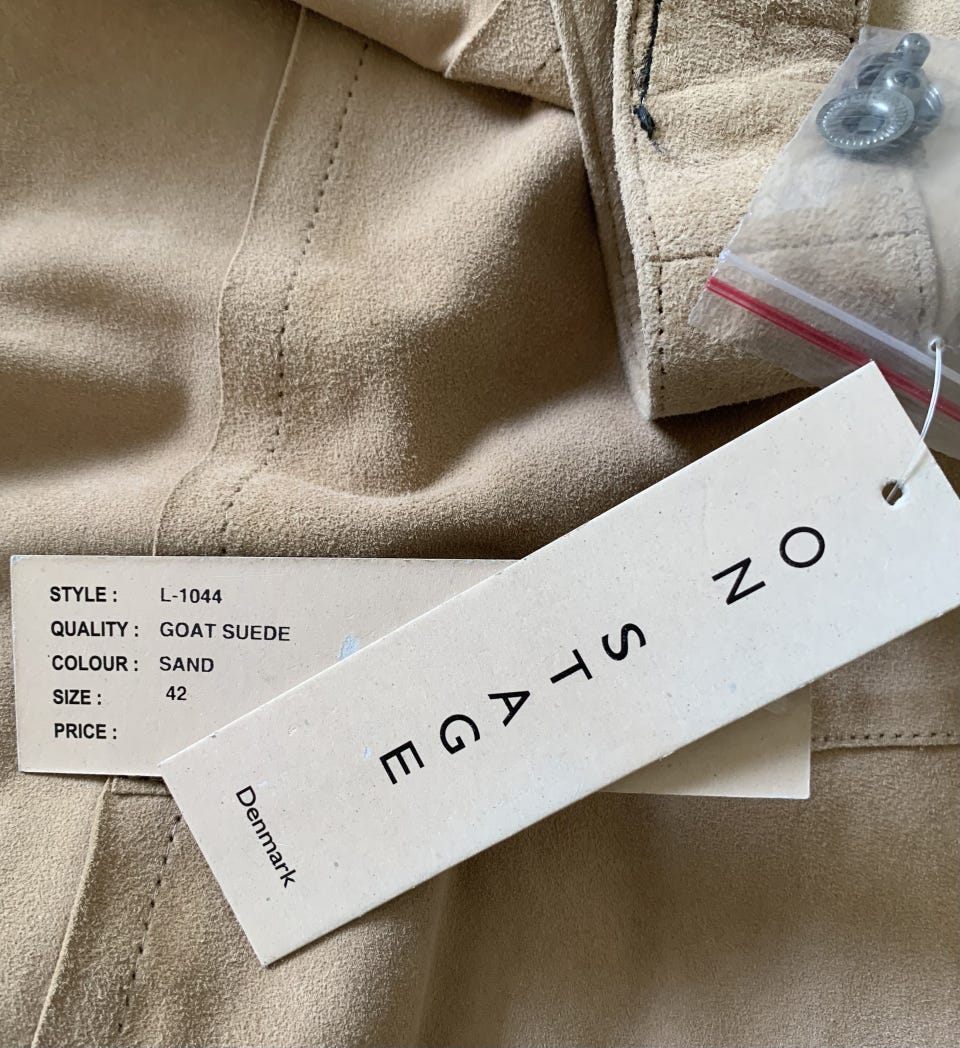 STYLE : L-1044
QUALITY : GOAT SUEDE
COLOUR : SAND
SIZE : 42
PRICE :
ON
STAGE
Denmark